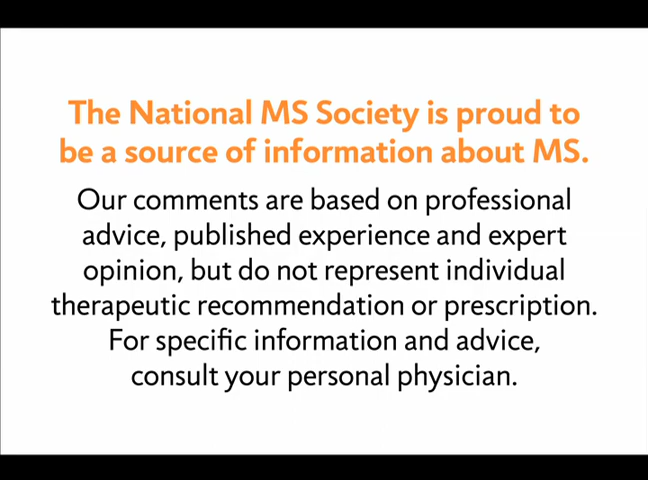 The National MS Society is proud to
be a source of information about MS.
Our comments are based on professional
advice, published experience and expert
opinion, but do not represent individual
therapeutic recommendation or prescription.
For specific information and advice,
consult your personal physician.